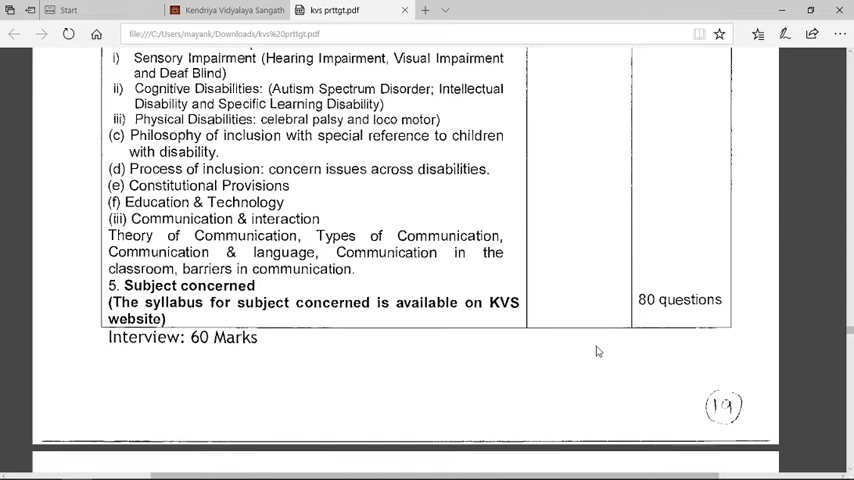 Start
Kendriya Vidyalaya Sangath
kvs prttgt.pdf
file:///C:/Users/mayank/Downloads/kvs%20prttgt.pdf
i) Sensory Impairment (Hearing Impairment, Visual Impairment
and Deaf Blind)
ii) Cognitive Disabilities: (Autism Spectrum Disorder; Intellectual
Disability and Specific Learning Disability)
iii) Physical Disabilities: celebral palsy and loco motor)
(c) Philosophy of inclusion with special reference to children
with disability.
(d) Process of inclusion: concern issues across disabilities.
(e) Constitutional Provisions
(f) Education & Technology
(iii) Communication & interaction
Theory of Communication, Types of Communication,
Communication & language, Communication in the
classroom, barriers in communication.
5. Subject concerned
(The syllabus for subject concerned is available on KVS
website)
80 questions
Interview: 60 Marks
19